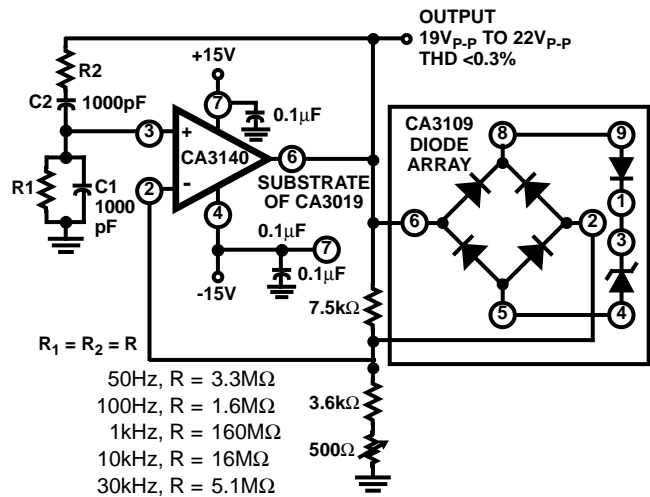 OUTPUT
19VP-P TO 22VP-P
THD <0.3%
+15V
R2
C2 1000pF
7
0.1μF
CA3109
DIODE
ARRAY
8
9
3
+
CA3140
6
SUBSTRATE
OF CA3019
R1
C1
1000
pF
2
-
4
6
2
1
3
0.1μF
7
0.1μF
-15V
7.5kΩ
5
4
R1 = R2 = R
50Hz, R = 3.3MΩ
100Hz, R = 1.6MΩ
1kHz, R = 160MΩ
10kHz, R = 16MΩ
30kHz, R = 5.1MΩ
3.6kΩ
500Ω